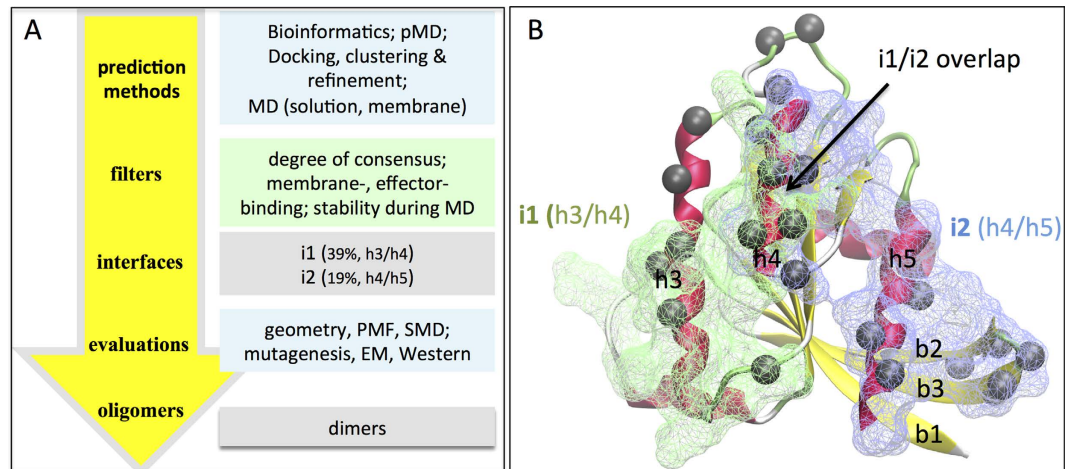 A
prediction
methods
Bioinformatics; pMD;
Docking, clustering &
refinement;
MD (solution, membrane)
filters
degree of consensus;
membrane-, effector-
binding; stability during MD
interfaces
i1 (39%, h3/h4)
i2 (19%, h4/h5)
evaluations
geometry, PMF, SMD;
mutagenesis, EM, Western
oligomers
dimers
B
i1/i2 overlap
i1 (h3/h4)
i2 (h4/h5)
h3
h4
h5
b2
b3
b1